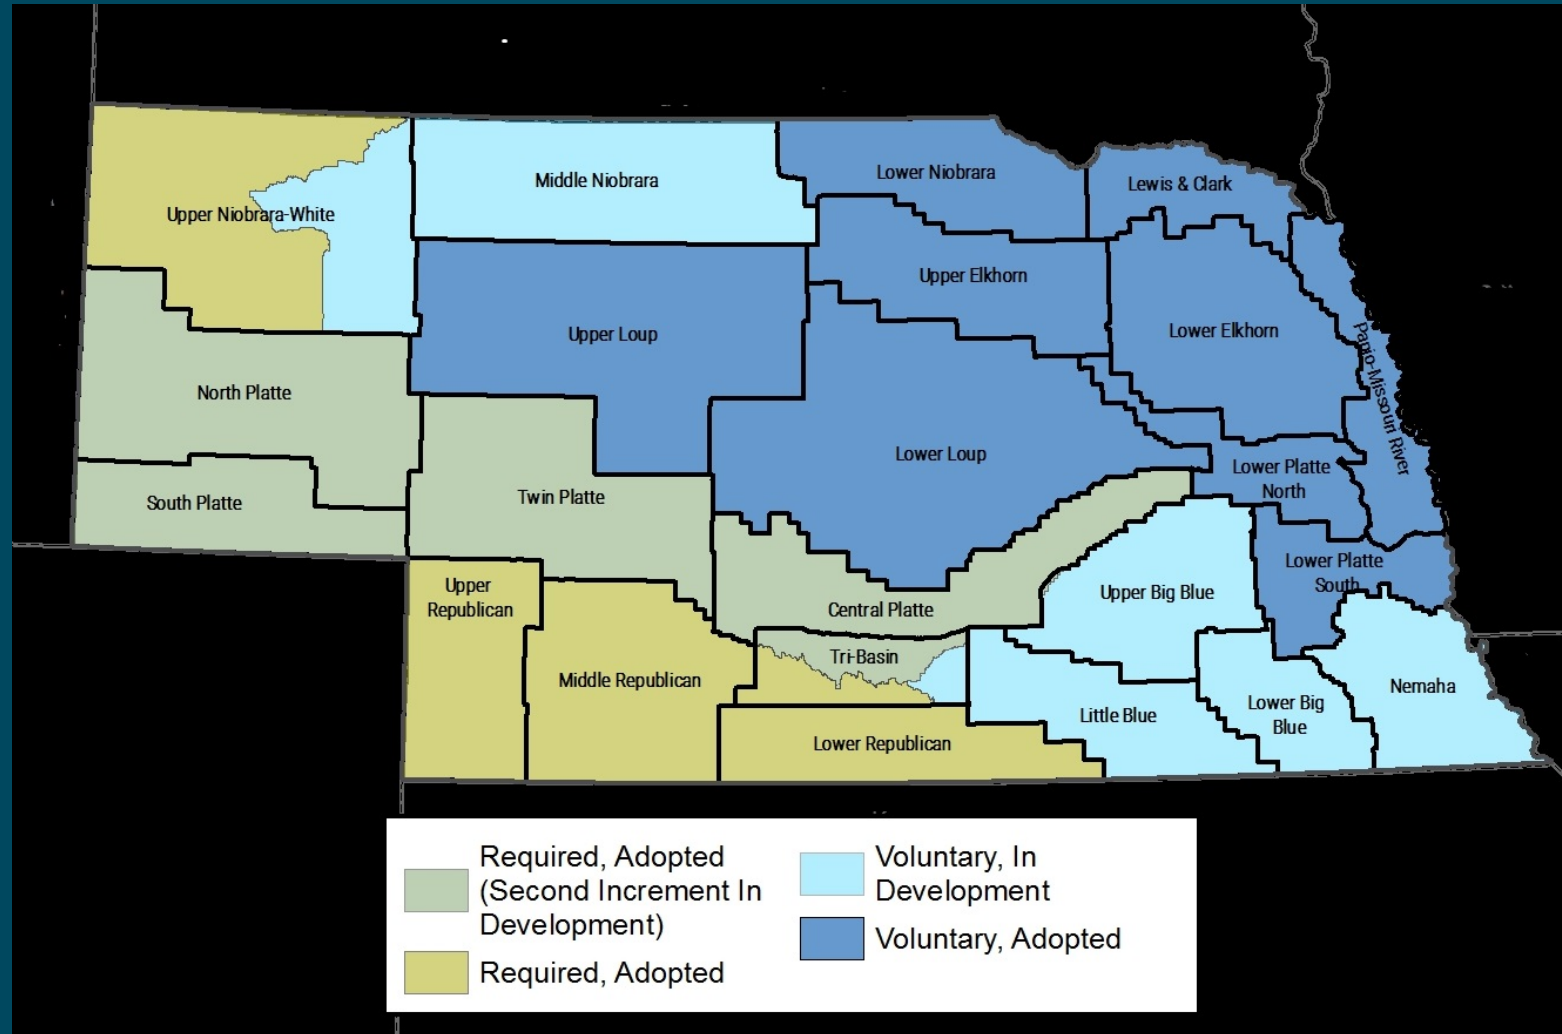 Middle Niobrara
Lower Niobrara
Lewis & Clark
Upper Niobrara-White
Upper Elkhorn
Upper Loup
Lower Elkhorn
Papio-Missouri River
North Platte
Lower Loup
Lower Platte
North
South Platte
Twin Platte
Lower Platte
South
Upper
Republican
Upper Big Blue
Central Platte
Tri-Basin
Middle Republican
Nemaha
Lower Big
Blue
Little Blue
Lower Republican
Required, Adopted
(Second Increment In
Development)
Required, Adopted
Voluntary, In
Development
Voluntary, Adopted